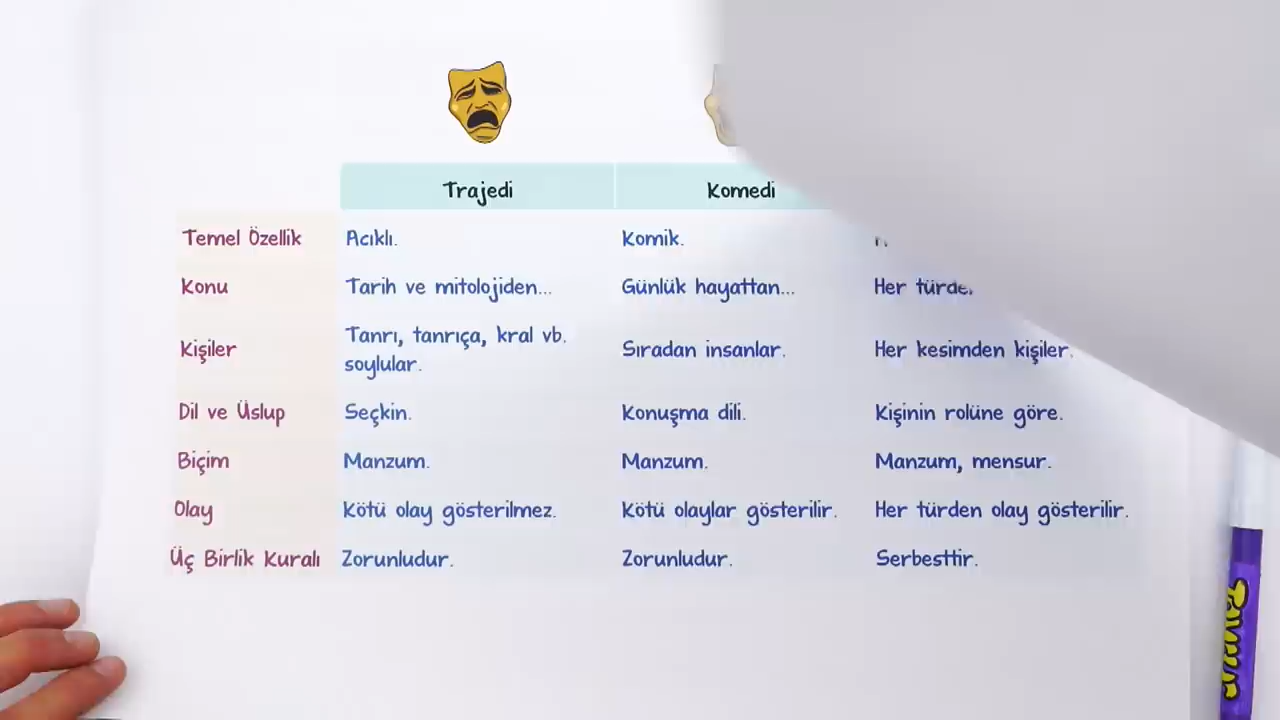 Trajedi Komedi
Temel Özellik Acıklı. Komik.
Konu Tarih ve mitolojiden... Günlük hayattan... Her türden
Kişiler Tanrı, tanrıça, kral vb. soylular. Sıradan insanlar. Her kesimden kişiler.
Dil ve Üslup Seçkin. Konuşma dili. Kişinin rolüne göre.
Biçim Manzum. Manzum. Manzum, mensur.
Olay Kötü olay gösterilmez. Kötü olaylar gösterilir. Her türden olay gösterilir.
Üç Birlik Kuralı Zorunludur. Zorunludur. Serbesttir.